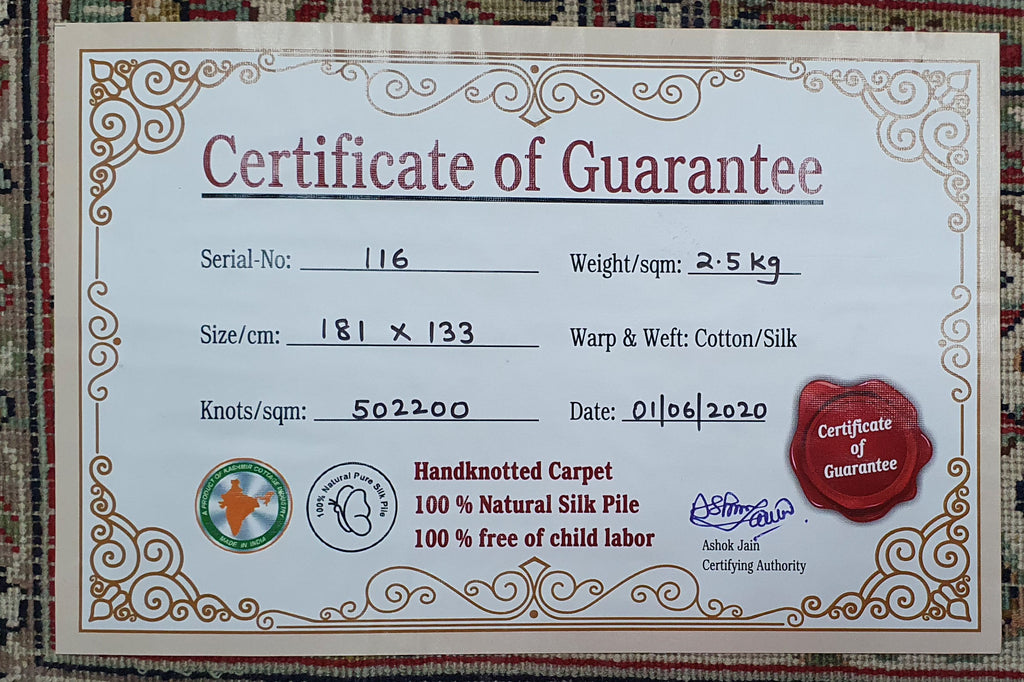 Certificate of Guarantee
Serial-No: 116
Weight/sqm: 2.5 kg
Size/cm: 181 x 133
Warp & Weft: Cotton/Silk
Knots/sqm: 502200
Date: 01/06/2020
Certificate
of
Guarantee
A PRODUCT OF KASHMIR COTTAGE INDUSTRY
MADE IN INDIA
100% Natural Pure Silk Pile
Handknotted Carpet
100 % Natural Silk Pile
100 % free of child labor
Ashok Jain
Certifying Authority